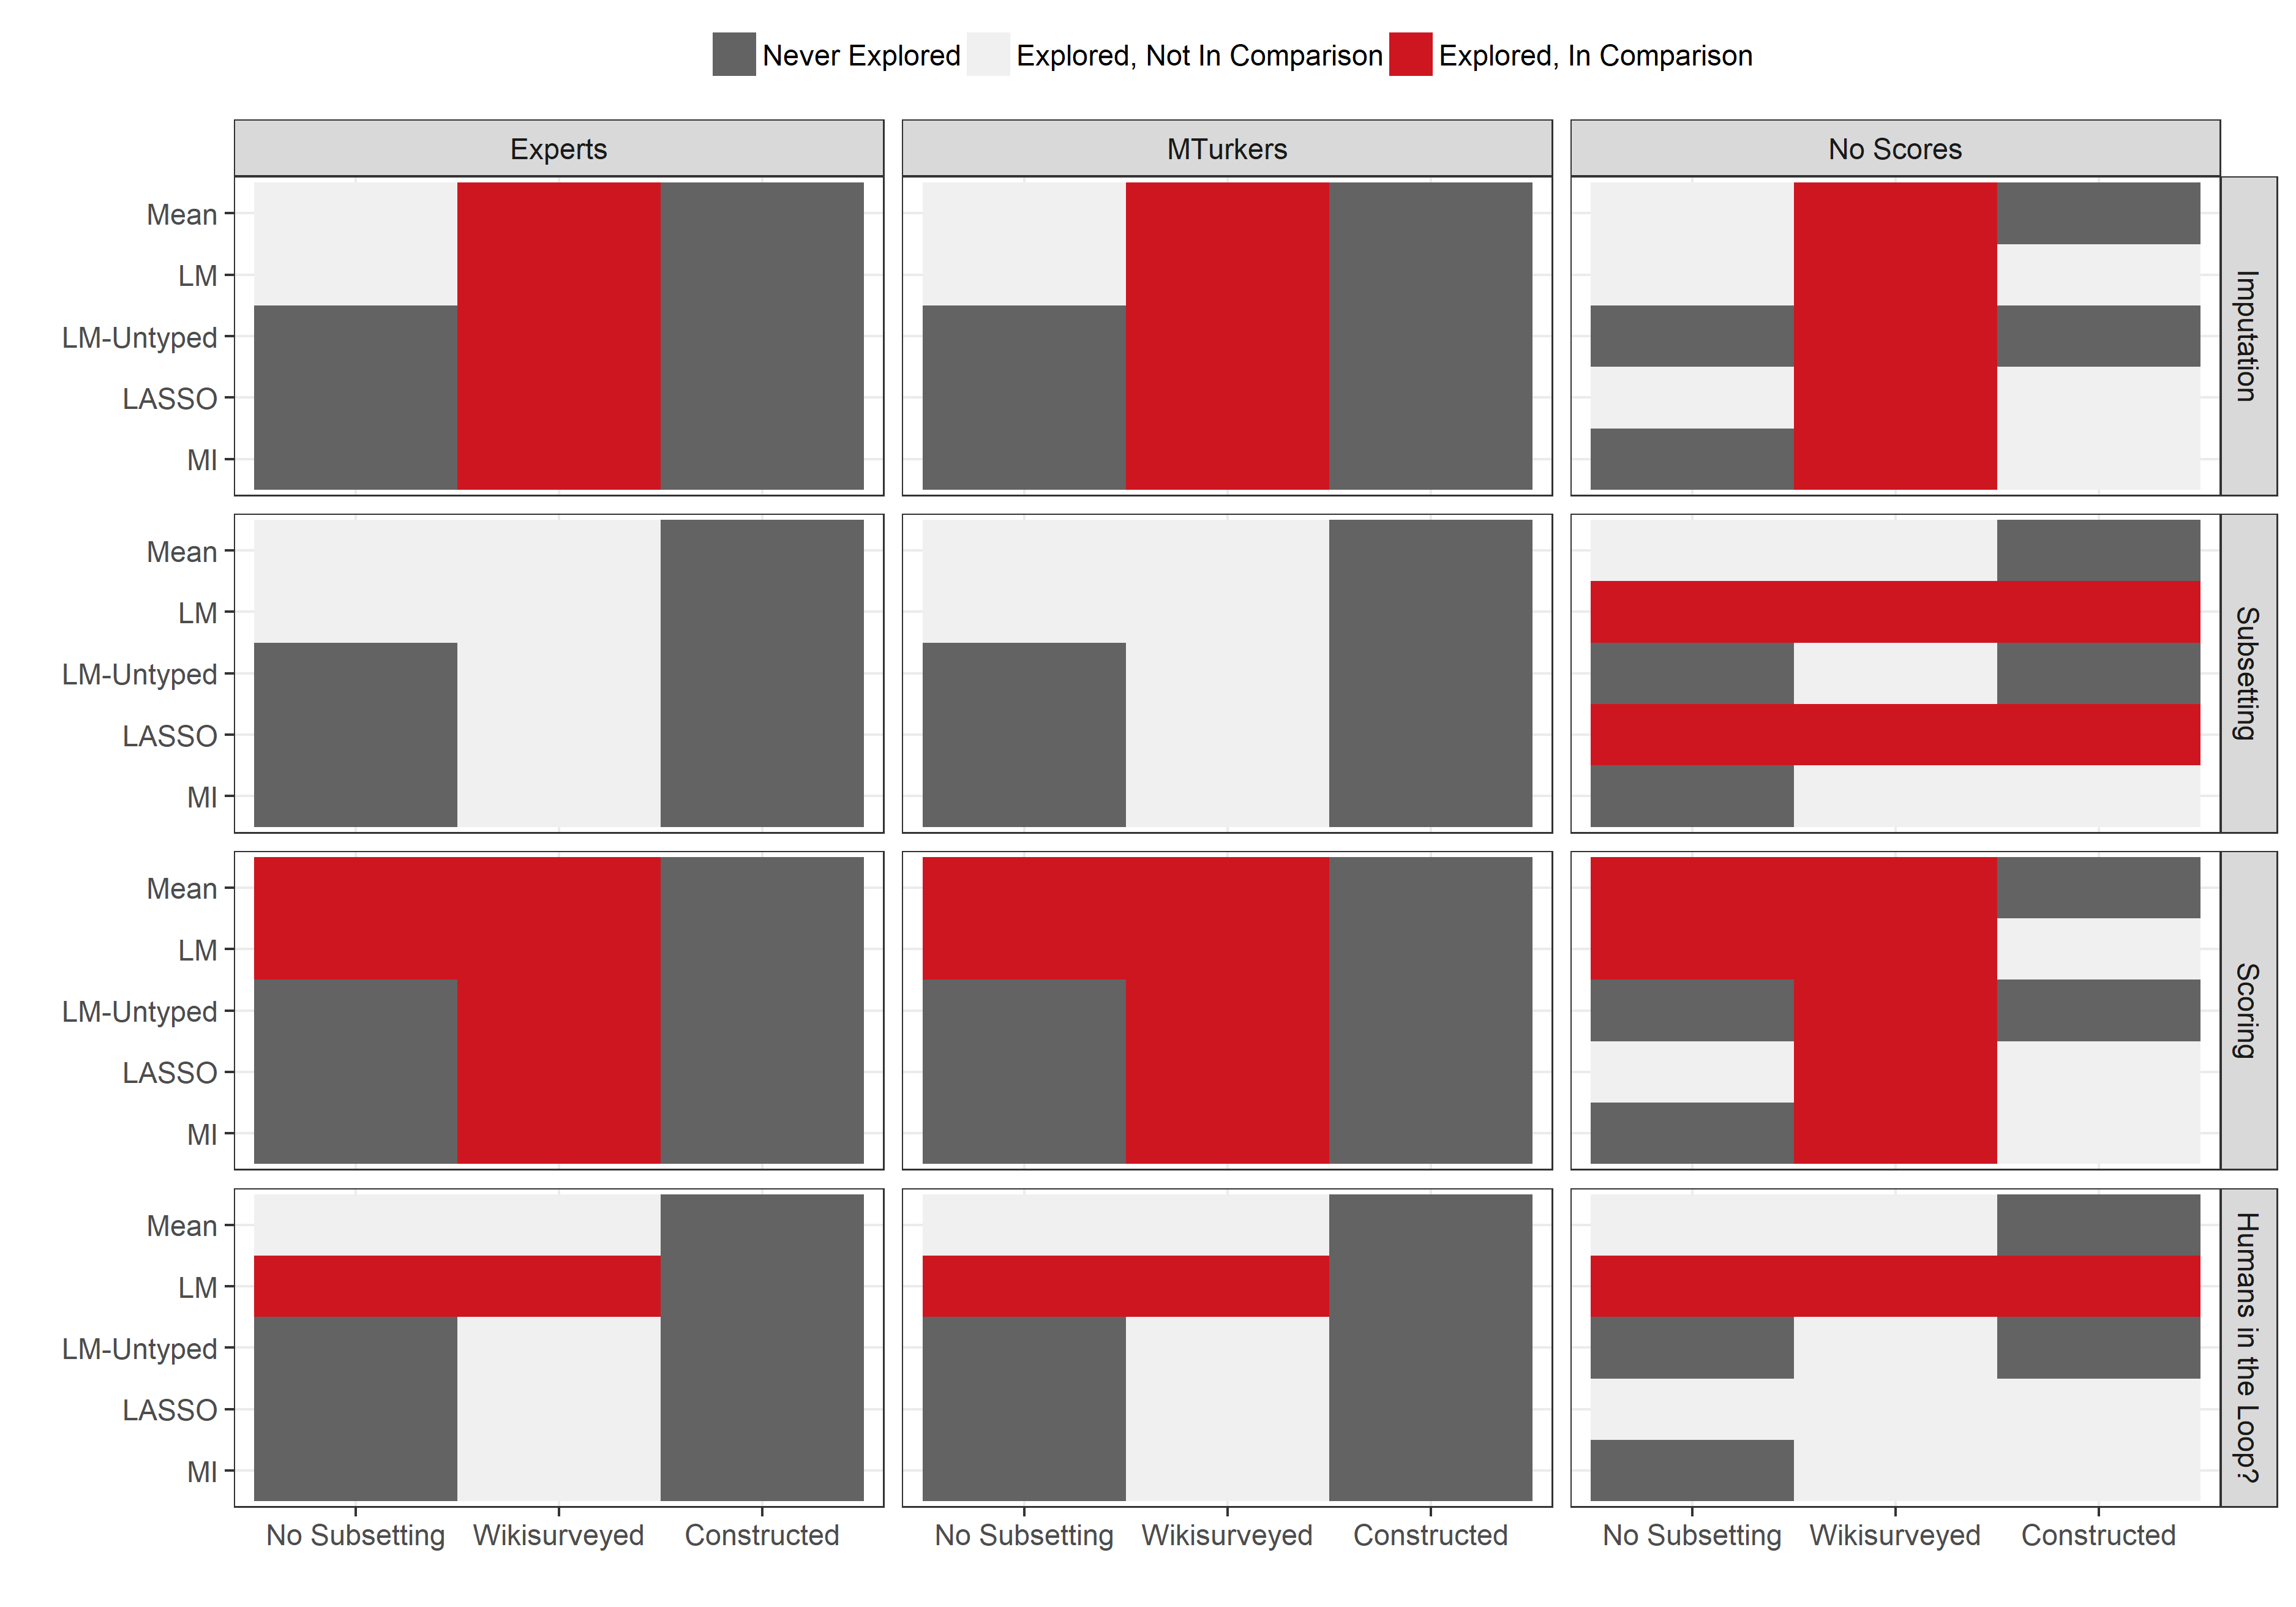 Never Explored Explored, Not In Comparison Explored, In Comparison
Experts MTurkers No Scores
Mean
LM
LM-Untyped
LASSO
MI
Imputation
Mean
LM
LM-Untyped
LASSO
MI
Subsetting
Mean
LM
LM-Untyped
LASSO
MI
Scoring
Mean
LM
LM-Untyped
LASSO
MI
Humans in the Loop?
No Subsetting Wikisurveyed Constructed No Subsetting Wikisurveyed Constructed No Subsetting Wikisurveyed Constructed